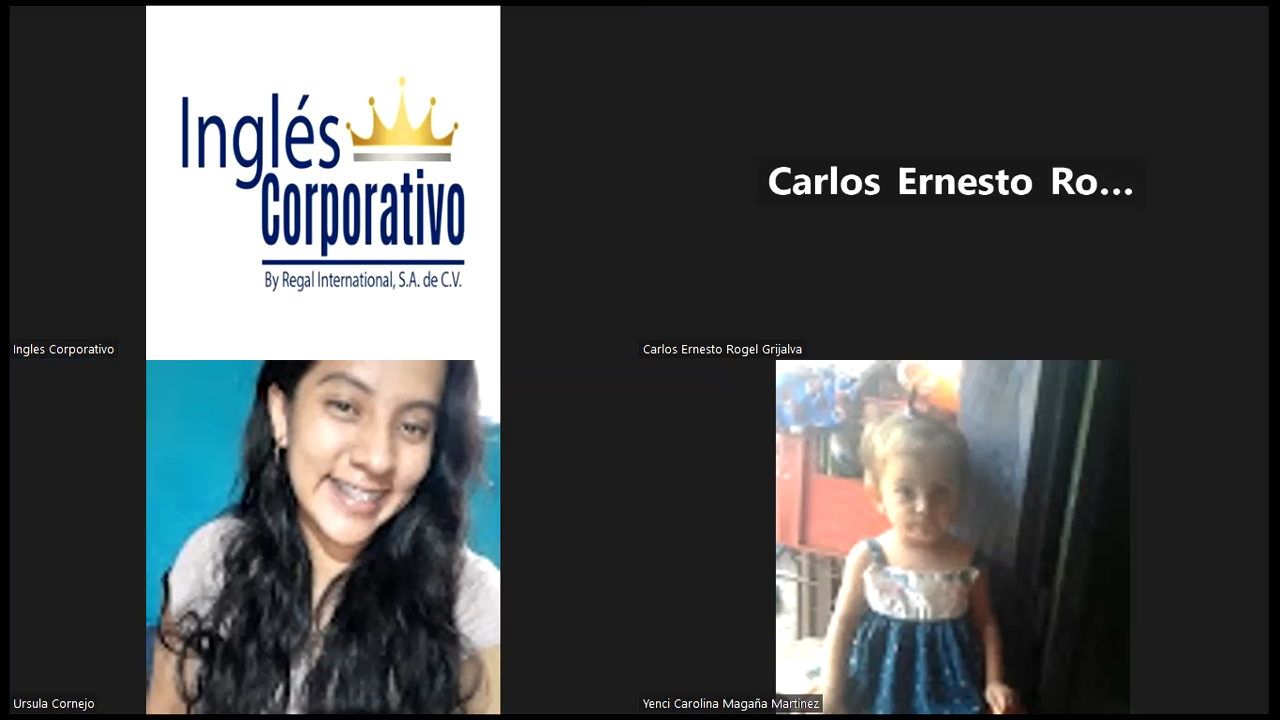 Inglés
Corporativo
By Regal International, S.A. de C.V.
Carlos Ernesto Ro...
Ingles Corporativo
Carlos Ernesto Rogel Grijalva
Ursula Cornejo
Yenci Carolina Magaña Martinez